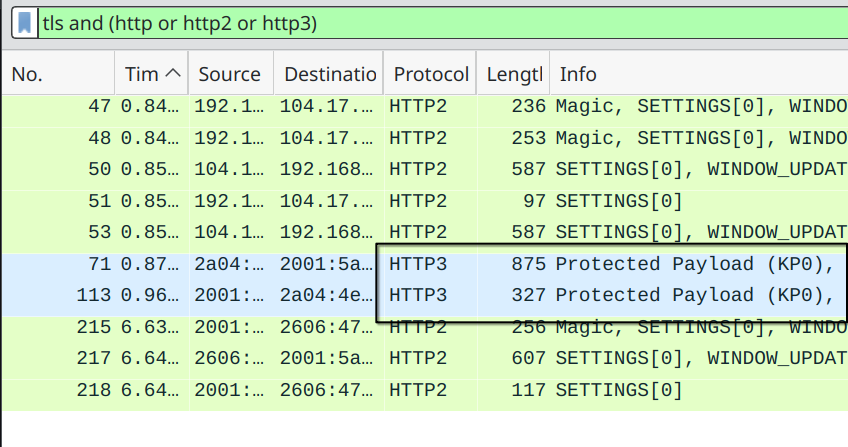 tls and (http or http2 or http3)
No. Tim Source Destinatio Protocol Lengtl Info
47 0.84… 192.1… 104.17.… HTTP2 236 Magic, SETTINGS[0], WINDO
48 0.84… 192.1… 104.17.… HTTP2 253 Magic, SETTINGS[0], WINDO
50 0.85… 104.1… 192.168… HTTP2 587 SETTINGS[0], WINDOW_UPDAT
51 0.85… 192.1… 104.17.… HTTP2 97 SETTINGS[0]
53 0.85… 104.1… 192.168… HTTP2 587 SETTINGS[0], WINDOW_UPDAT
71 0.87… 2a04:… 2001:5a… HTTP3 875 Protected Payload (KP0),
113 0.96… 2001:… 2a04:4e… HTTP3 327 Protected Payload (KP0),
215 6.63… 2001:… 2606:47… HTTP2 256 Magic, SETTINGS[0], WINDO
217 6.64… 2606:… 2001:5a… HTTP2 607 SETTINGS[0], WINDOW_UPDAT
218 6.64… 2001:… 2606:47… HTTP2 117 SETTINGS[0]